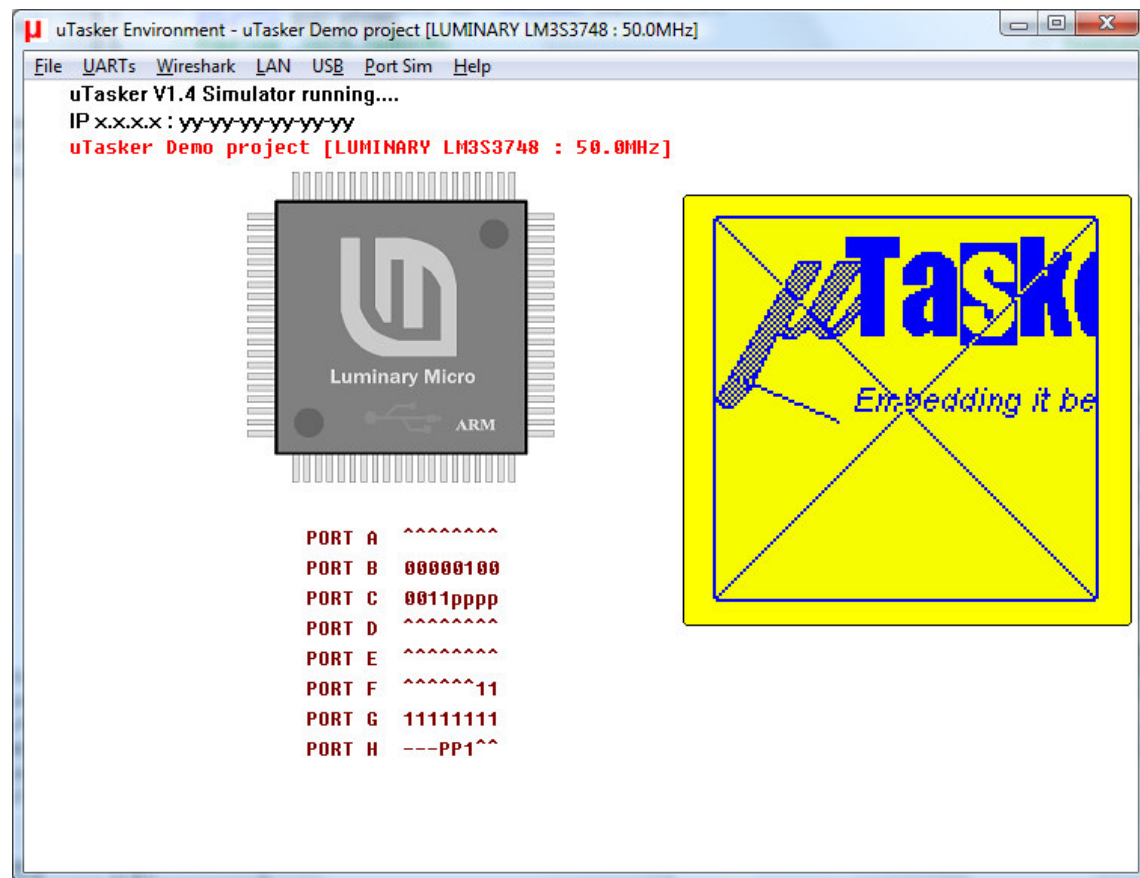 μ uTasker Environment - uTasker Demo project [LUMINARY LM3S3748 : 50.0MHz]
File UARTs Wireshark LAN USB Port Sim Help
uTasker V1.4 Simulator running....
IP x.x.x.x : yy-yy-yy-yy-yy-yy
uTasker Demo project [LUMINARY LM3S3748 : 50.0MHz]
Luminary Micro
ARM
μTaske
Embedding it be
PORT A ^^^^^^^^
PORT B 00000100
PORT C 0011pppp
PORT D ^^^^^^^^
PORT E ^^^^^^^^
PORT F ^^^^^^11
PORT G 11111111
PORT H ---PP1^^